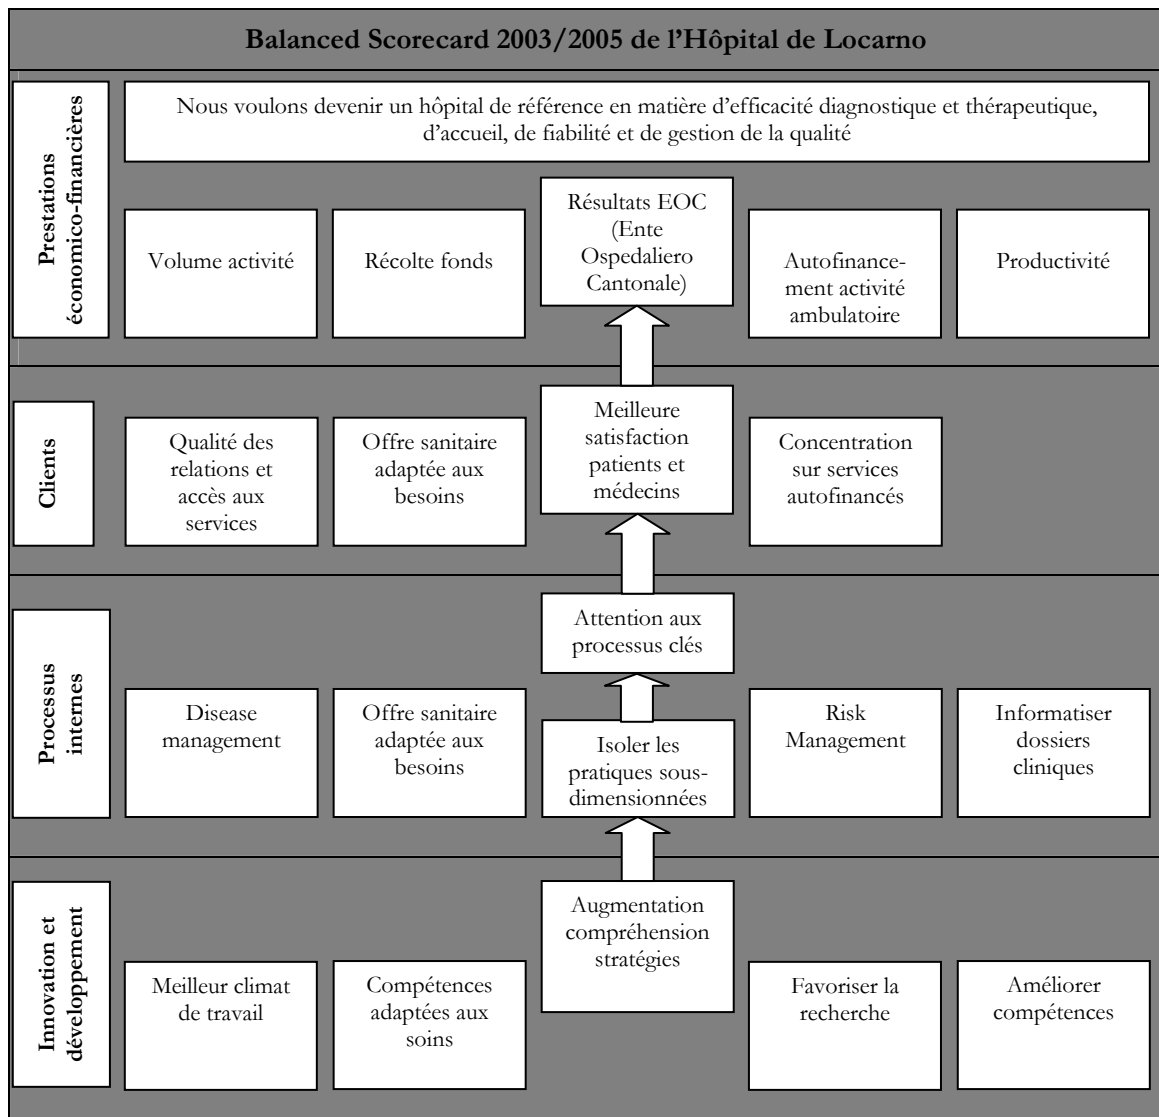 Balanced Scorecard 2003/2005 de l’Hôpital de Locarno
Prestations
économico-financières
Nous voulons devenir un hôpital de référence en matière d’efficacité diagnostique et thérapeutique,
d’accueil, de fiabilité et de gestion de la qualité
Volume activité
Récolte fonds
Résultats EOC
(Ente
Ospedaliero
Cantonale)
Autofinance-
ment activité
ambulatoire
Productivité
Clients
Qualité des
relations et
accès aux
services
Offre sanitaire
adaptée aux
besoins
Meilleure
satisfaction
patients et
médecins
Concentration
sur services
autofinancés
Processus
internes
Attention aux
processus clés
Disease
management
Offre sanitaire
adaptée aux
besoins
Isoler les
pratiques sous-
dimensionnées
Risk
Management
Informatiser
dossiers
cliniques
Innovation et
développement
Meilleur climat
de travail
Compétences
adaptées aux
soins
Augmentation
compréhension
stratégies
Favoriser la
recherche
Améliorer
compétences